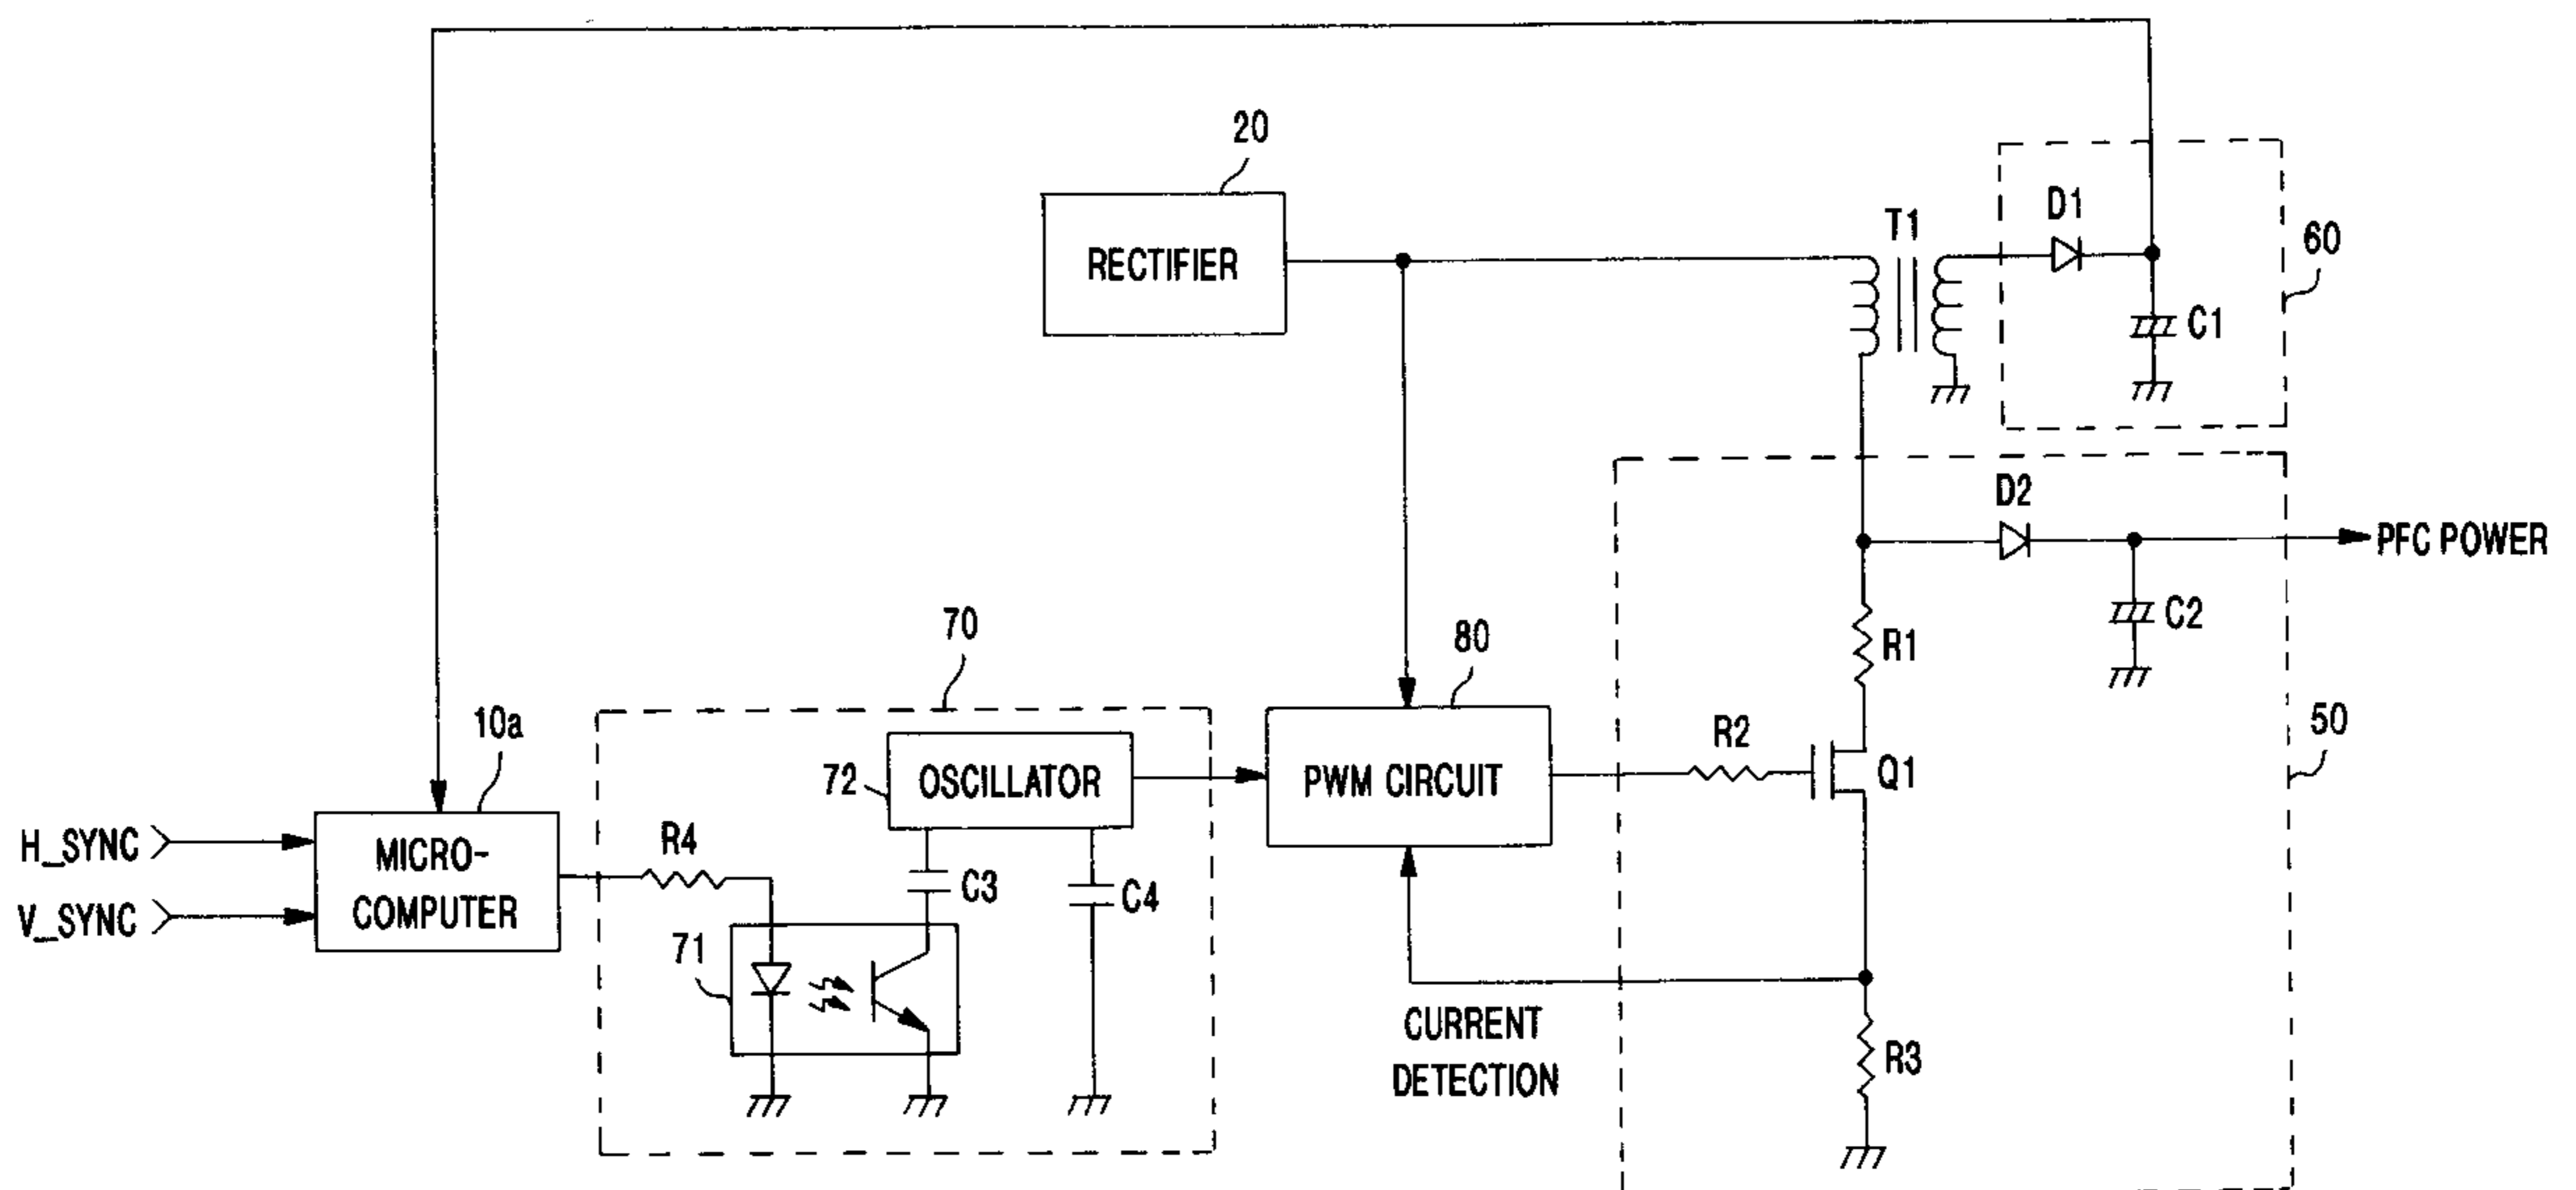 20
RECTIFIER
T1
D1
60
C1
D2
PFC POWER
C2
R1
50
70
80
10a
72
OSCILLATOR
PWM CIRCUIT
R2
Q1
H_SYNC
V_SYNC
MICRO-
COMPUTER
R4
C3
C4
71
CURRENT
DETECTION
R3